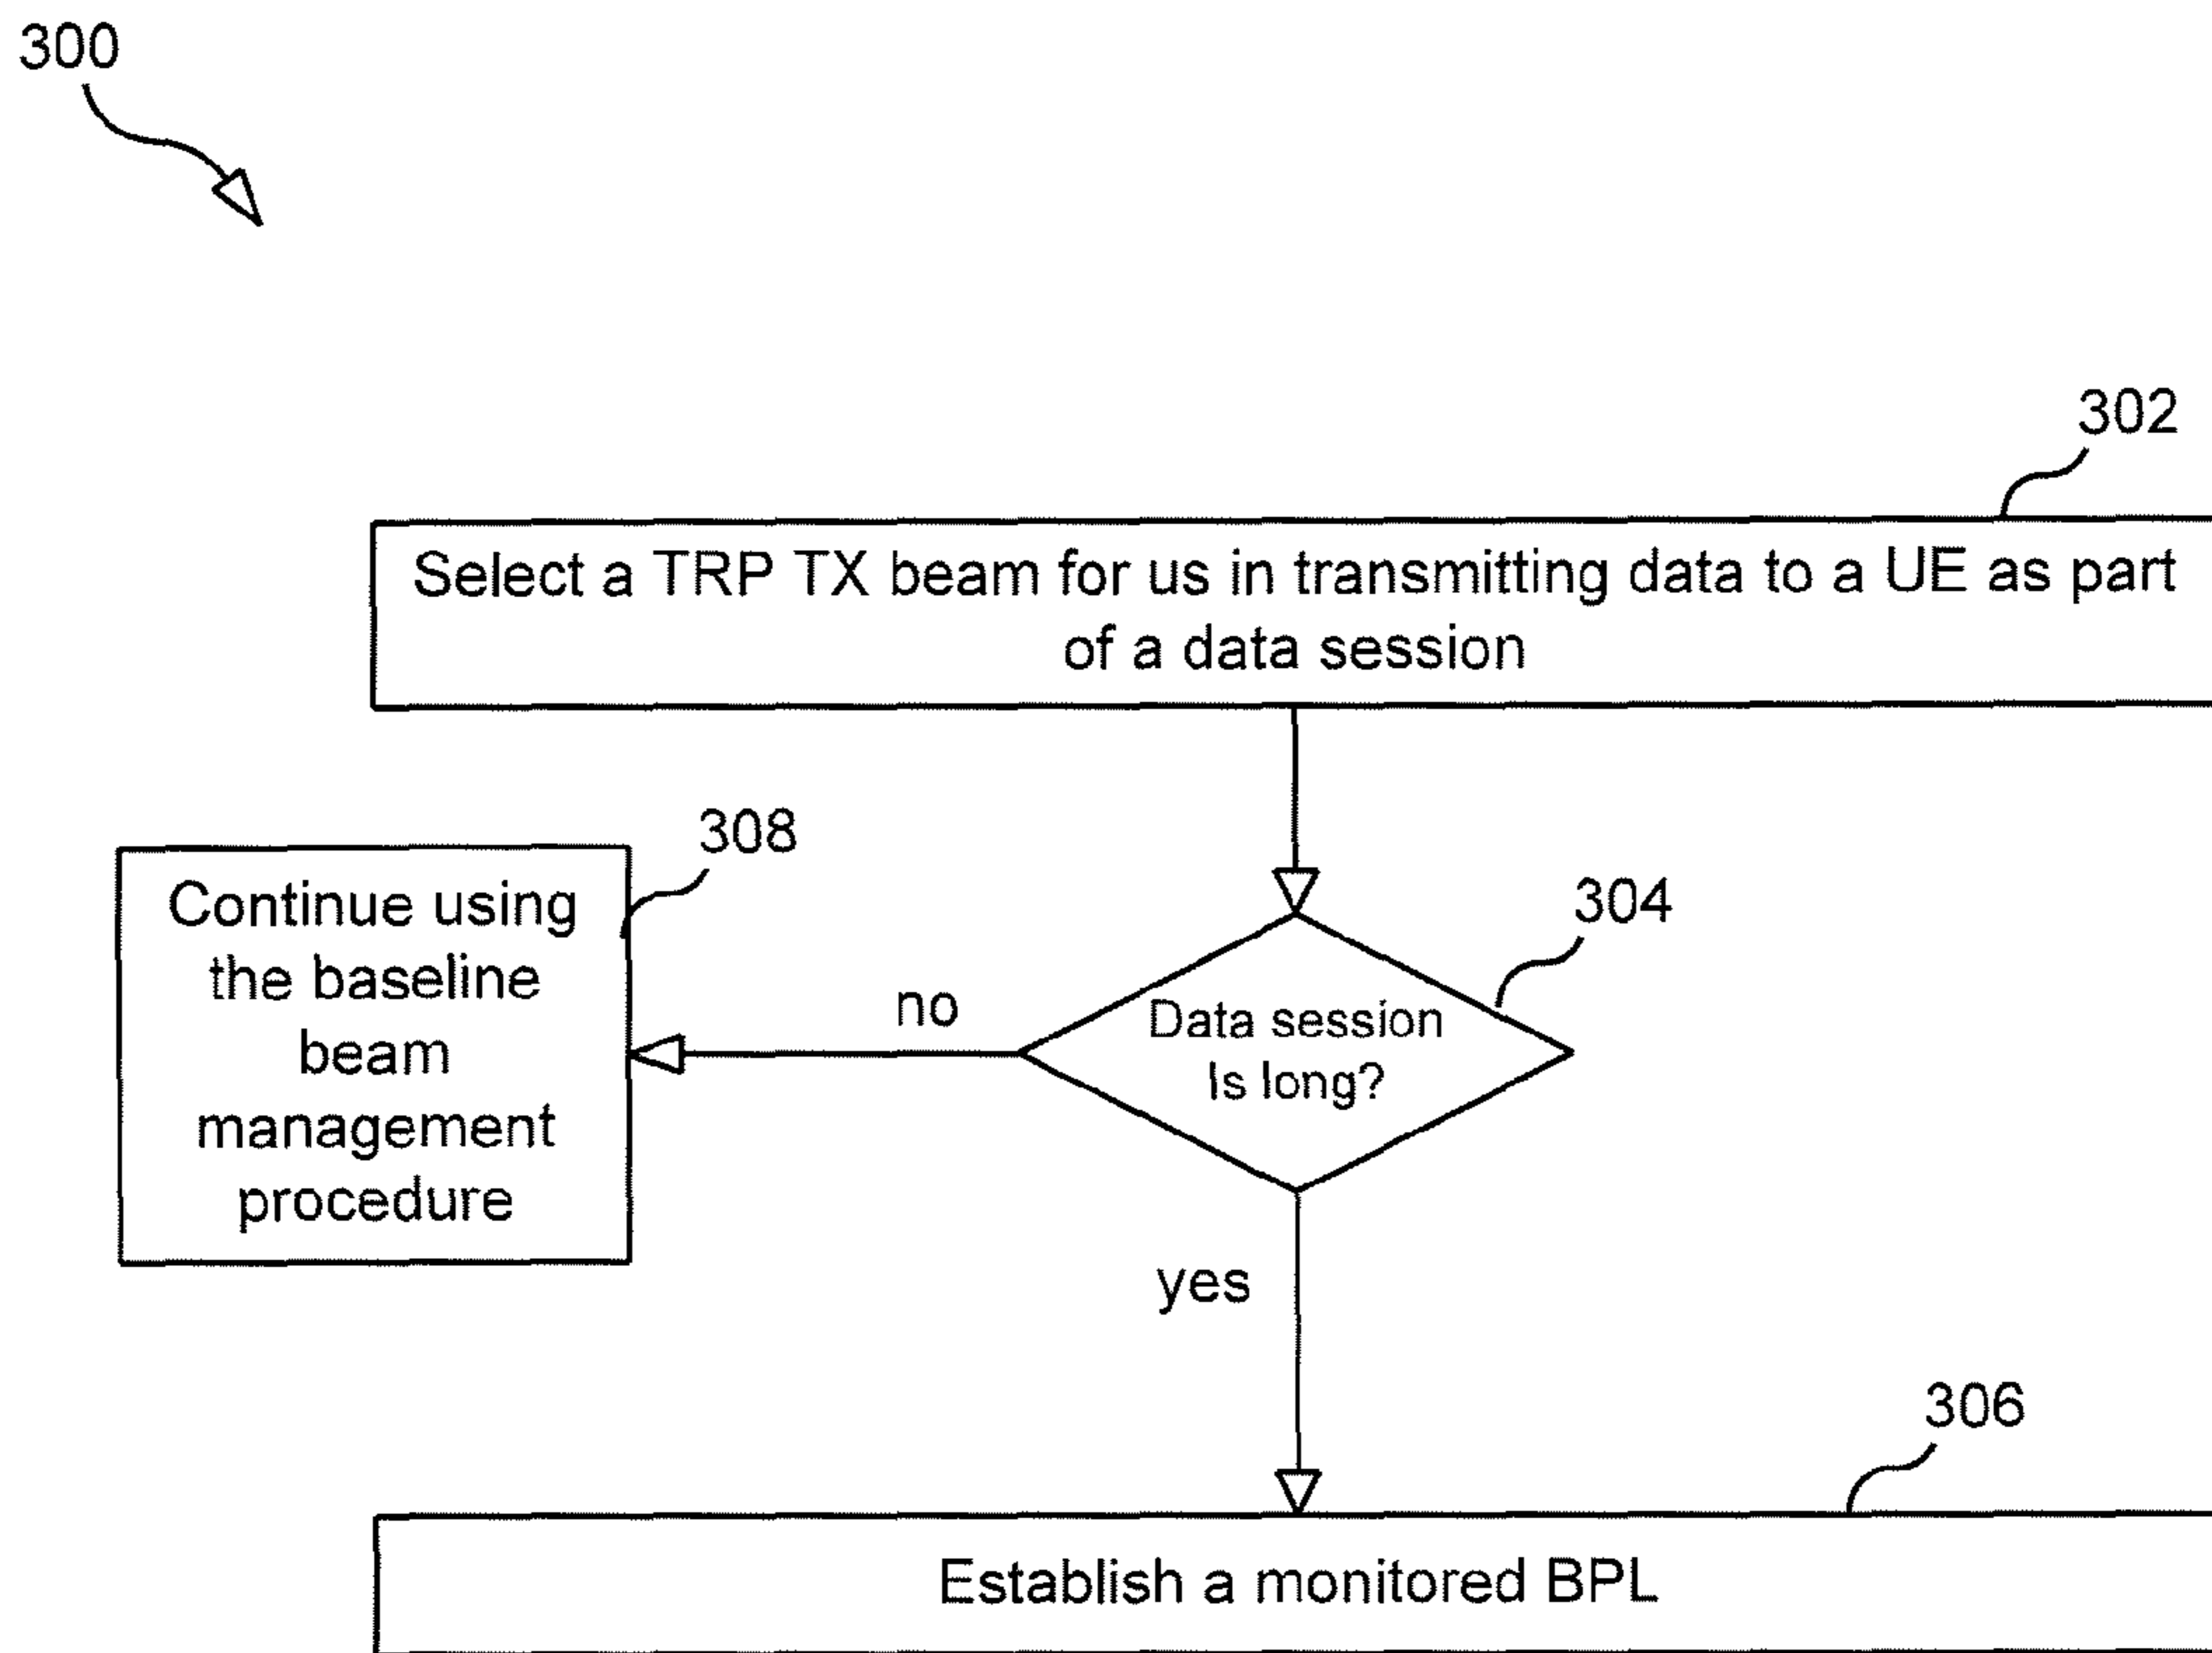 300
302
Select a TRP TX beam for us in transmitting data to a UE as part
of a data session
308
Continue using
the baseline
beam
management
procedure
304
no
Data session
Is long?
yes
306
Establish a monitored BPL